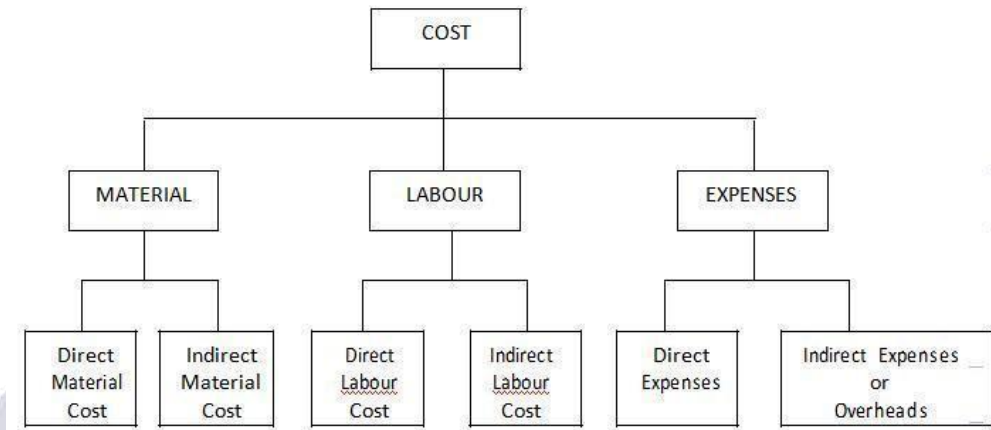 COST
MATERIAL
LABOUR
EXPENSES
Direct
Material
Cost
Indirect
Material
Cost
Direct
Labour
Cost
Indirect
Labour
Cost
Direct
Expenses
Indirect Expenses
or
Overheads